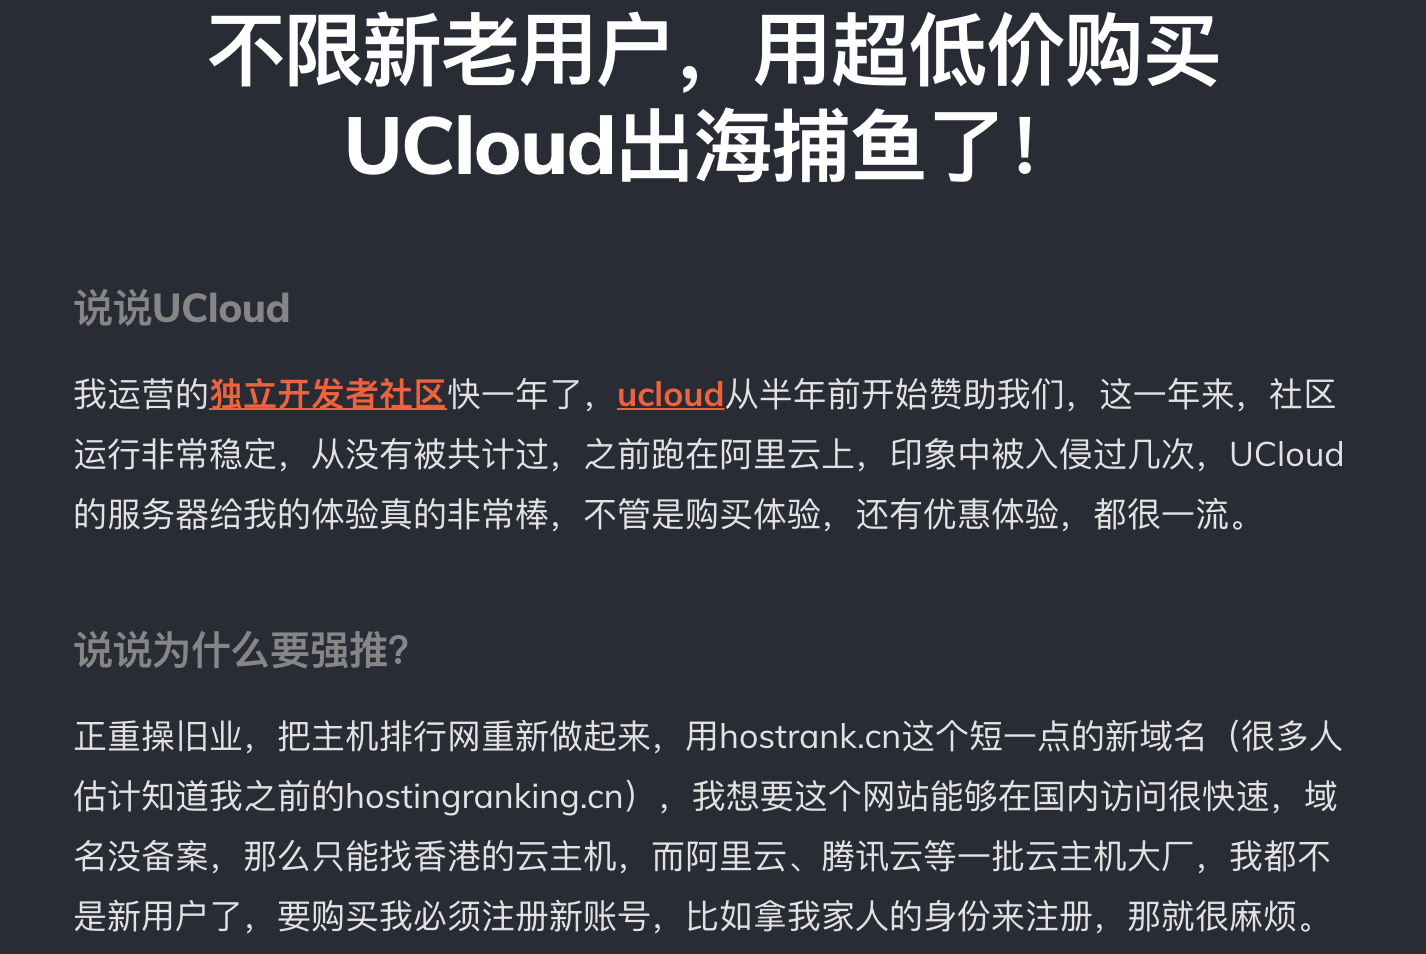 不限新老用户，用超低价购买
UCloud出海捕鱼了！
说说UCloud
我运营的独立开发者社区快一年了，ucloud从半年前开始赞助我们，这一年来，社区
运行非常稳定，从没有被共计过，之前跑在阿里云上，印象中被入侵过几次，UCloud
的服务器给我的体验真的非常棒，不管是购买体验，还有优惠体验，都很一流。
说说为什么要强推？
正重操旧业，把主机排行网重新做起来，用hostrank.cn这个短一点的新域名（很多人
估计知道我之前的hostingranking.cn），我想要这个网站能够在国内访问很快速，域
名没备案，那么只能找香港的云主机，而阿里云、腾讯云等一批云主机大厂，我都不
是新用户了，要购买我必须注册新账号，比如拿我家人的身份来注册，那就很麻烦。